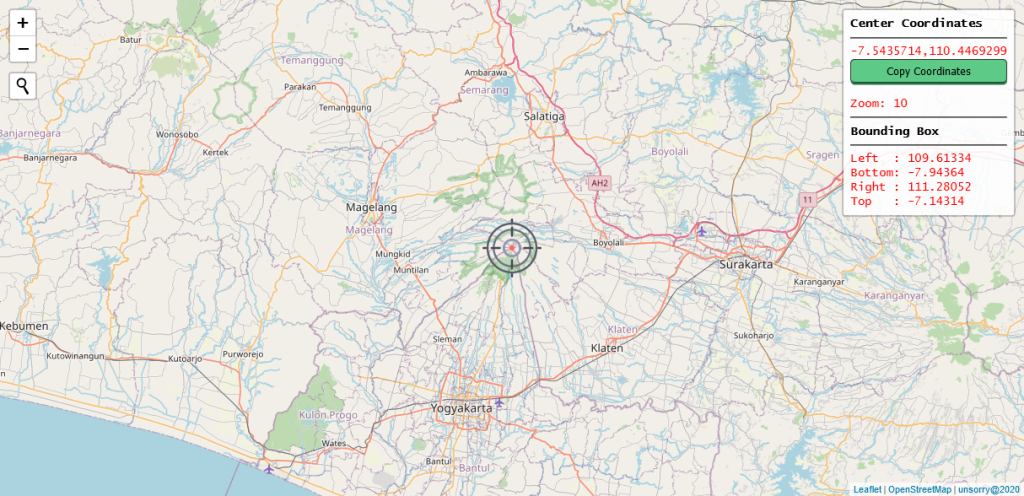 +
−
Center Coordinates
-7.5435714,110.4469299
Copy Coordinates
Zoom: 10
Bounding Box
Left : 109.61334
Bottom: -7.94364
Right : 111.28052
Top : -7.14314
Batur
Temanggung
Parakan
Temanggung
Ambarawa
Semarang
Salatiga
Banjarnegara
Wonosobo
Banjarnegara
Kertek
Boyolali
Sragen
AH2
11
Magelang
Magelang
Mungkid
Muntilan
Boyolali
Surakarta
Karanganyar
Karanganyar
Kebumen
Kutowinangun
Kutoarjo
Purworejo
Sleman
Klaten
Klaten
Sukoharjo
Yogyakarta
Kulon Progo
Wates
Bantul
Bantul
Leaflet | OpenStreetMap | unsorry@2020